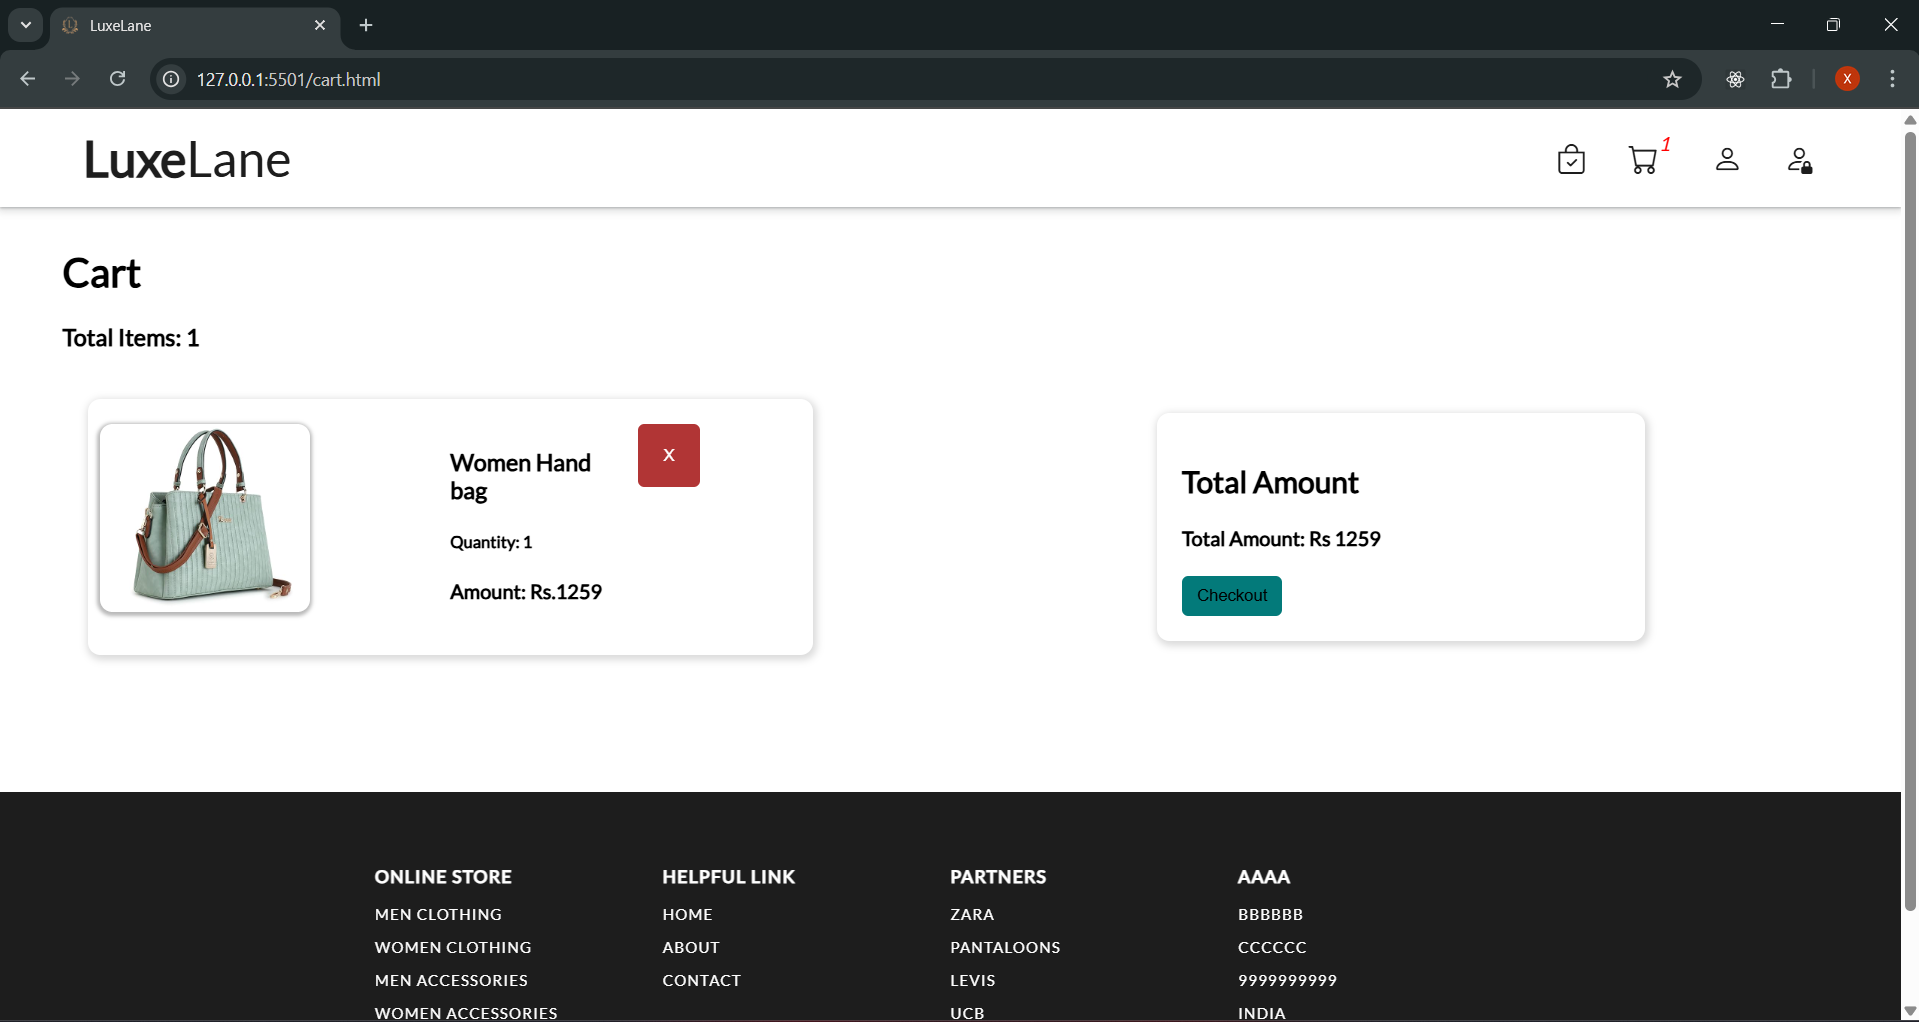 LuxeLane
127.0.0.1:5501/cart.html
X
LuxeLane
1
Cart
Total Items: 1
Women Hand
bag
X
Quantity: 1
Amount: Rs.1259
Total Amount
Total Amount: Rs 1259
Checkout
ONLINE STORE
MEN CLOTHING
WOMEN CLOTHING
MEN ACCESSORIES
WOMEN ACCESSORIES
HELPFUL LINK
HOME
ABOUT
CONTACT
PARTNERS
ZARA
PANTALOONS
LEVIS
UCB
AAAA
BBBBBB
CCCCCC
9999999999
INDIA